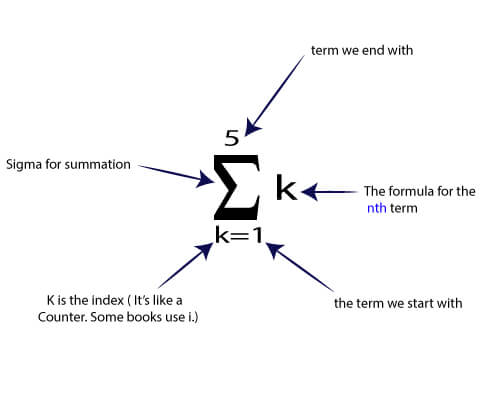 term we end with
5
Sigma for summation
∑ k
The formula for the
nth term
k=1
K is the index ( It's like a
Counter. Some books use i.)
the term we start with